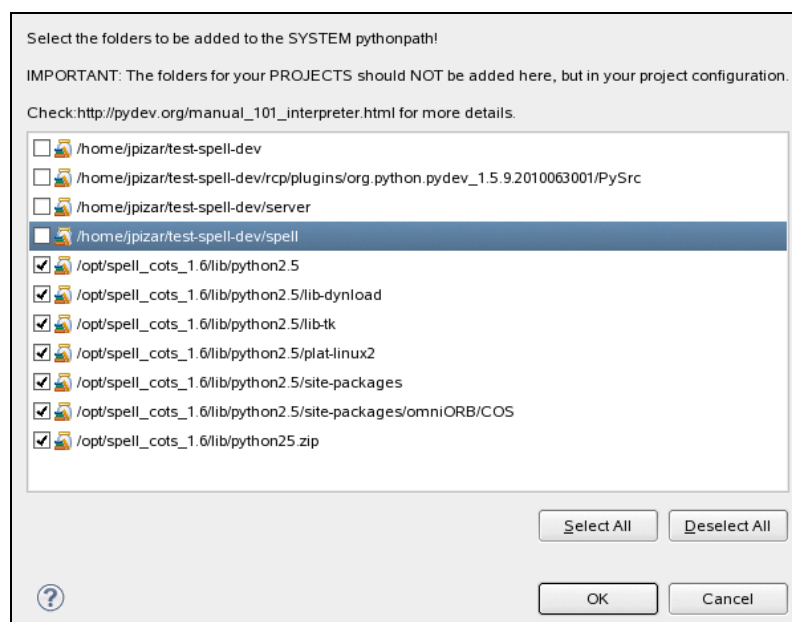 Select the folders to be added to the SYSTEM pythonpath!
IMPORTANT: The folders for your PROJECTS should NOT be added here, but in your project configuration.
Check:http://pydev.org/manual_101_interpreter.html for more details.
/home/jpizar/test-spell-dev
/home/jpizar/test-spell-dev/rcp/plugins/org.python.pydev_1.5.9.2010063001/PySrc
/home/jpizar/test-spell-dev/server
/home/jpizar/test-spell-dev/spell
/opt/spell_cots_1.6/lib/python2.5
/opt/spell_cots_1.6/lib/python2.5/lib-dynload
/opt/spell_cots_1.6/lib/python2.5/lib-tk
/opt/spell_cots_1.6/lib/python2.5/plat-linux2
/opt/spell_cots_1.6/lib/python2.5/site-packages
/opt/spell_cots_1.6/lib/python2.5/site-packages/omniORB/COS
/opt/spell_cots_1.6/lib/python25.zip
Select All Deselect All
? OK Cancel